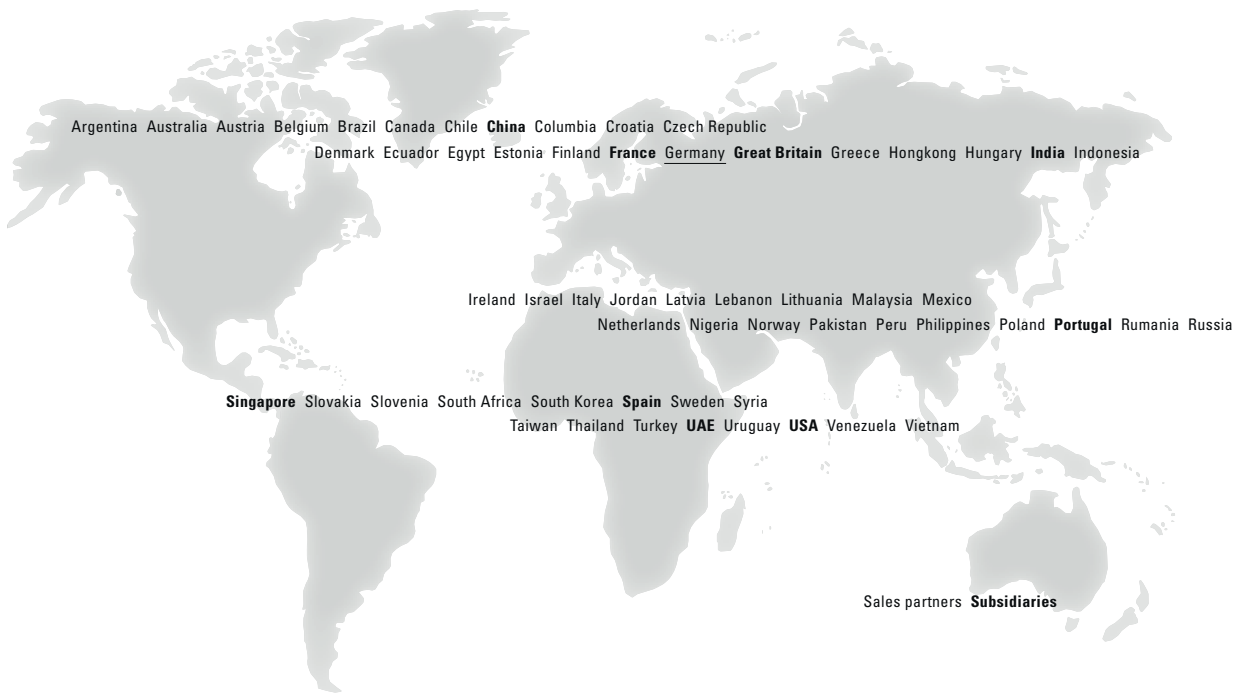 Argentina Australia Austria Belgium Brazil Canada Chile China Columbia Croatia Czech Republic
Denmark Ecuador Egypt Estonia Finland France Germany Great Britain Greece Hongkong Hungary India Indonesia
Ireland Israel Italy Jordan Latvia Lebanon Lithuania Malaysia Mexico
Netherlands Nigeria Norway Pakistan Peru Philippines Poland Portugal Rumania Russia
Singapore Slovakia Slovenia South Africa South Korea Spain Sweden Syria
Taiwan Thailand Turkey UAE Uruguay USA Venezuela Vietnam
Sales partners Subsidiaries